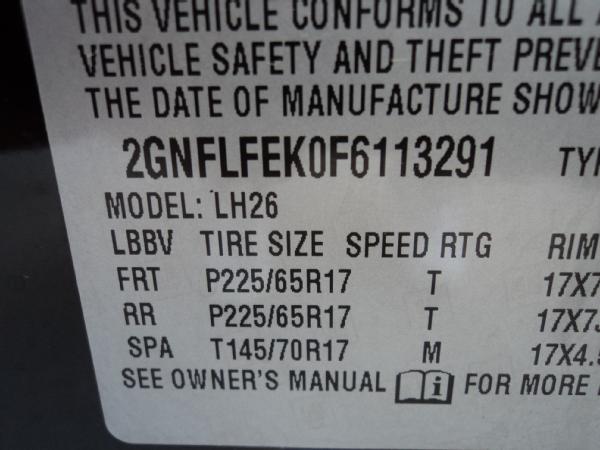 THIS VEHICLE CONFORMS TO ALL
VEHICLE SAFETY AND THEFT PREVE
THE DATE OF MANUFACTURE SHOW
2GNFLFEK0F6113291 TYP
MODEL: LH26
LBBV TIRE SIZE SPEED RTG RIM
FRT P225/65R17 T 17X7
RR P225/65R17 T 17X7
SPA T145/70R17 M 17X4.
SEE OWNER'S MANUAL FOR MORE